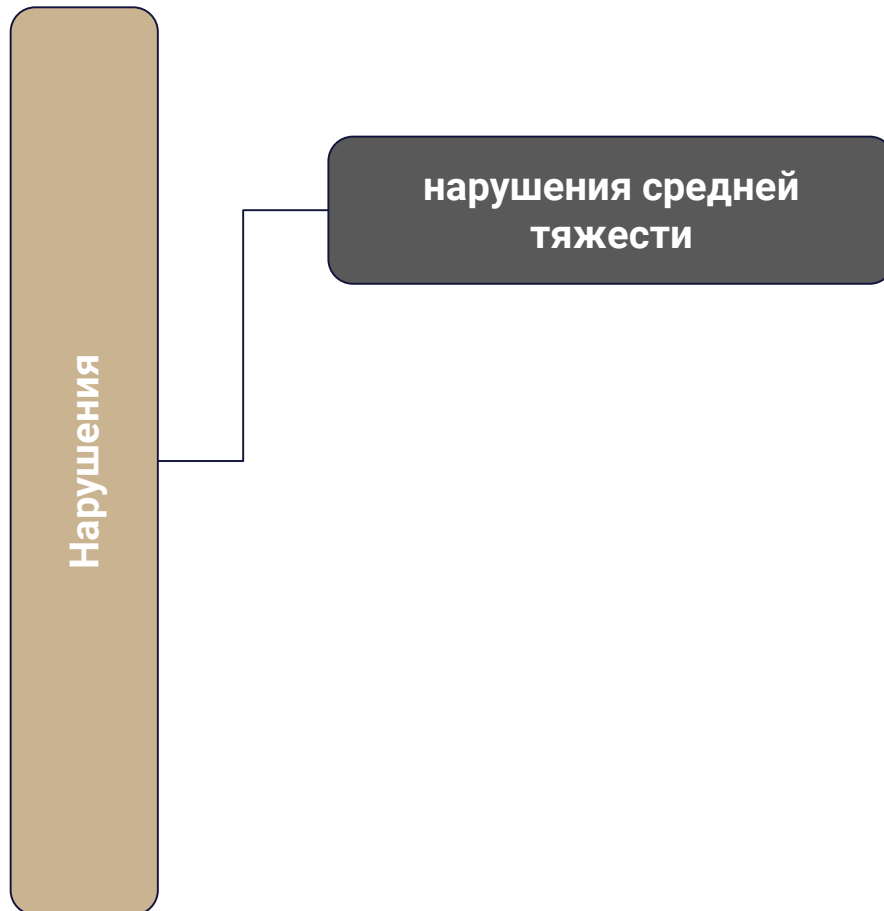 Нарушения
нарушения средней
тяжести